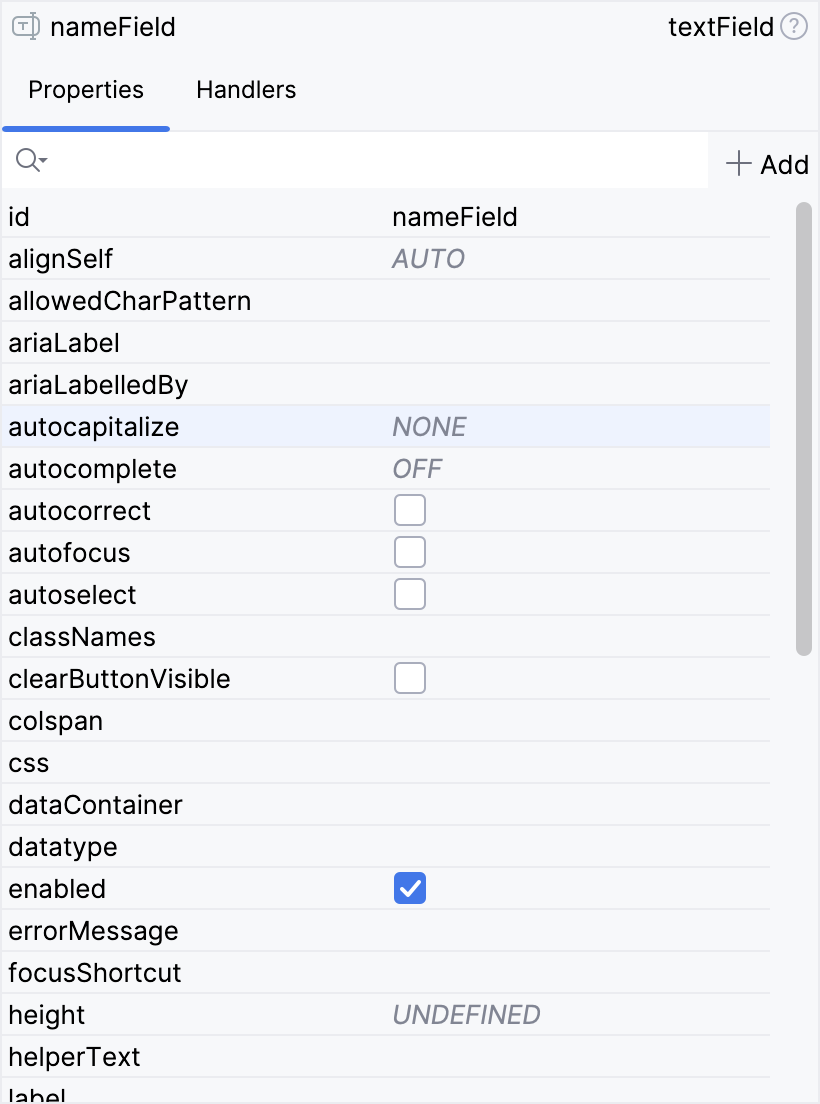 nameField textField ?
Properties Handlers
Add
id nameField
alignSelf AUTO
allowedCharPattern
ariaLabel
ariaLabelledBy
autocapitalize NONE
autocomplete OFF
autocorrect
autofocus
autoselect
classNames
clearButtonVisible
colspan
css
dataContainer
datatype
enabled
errorMessage
focusShortcut
height UNDEFINED
helperText
label